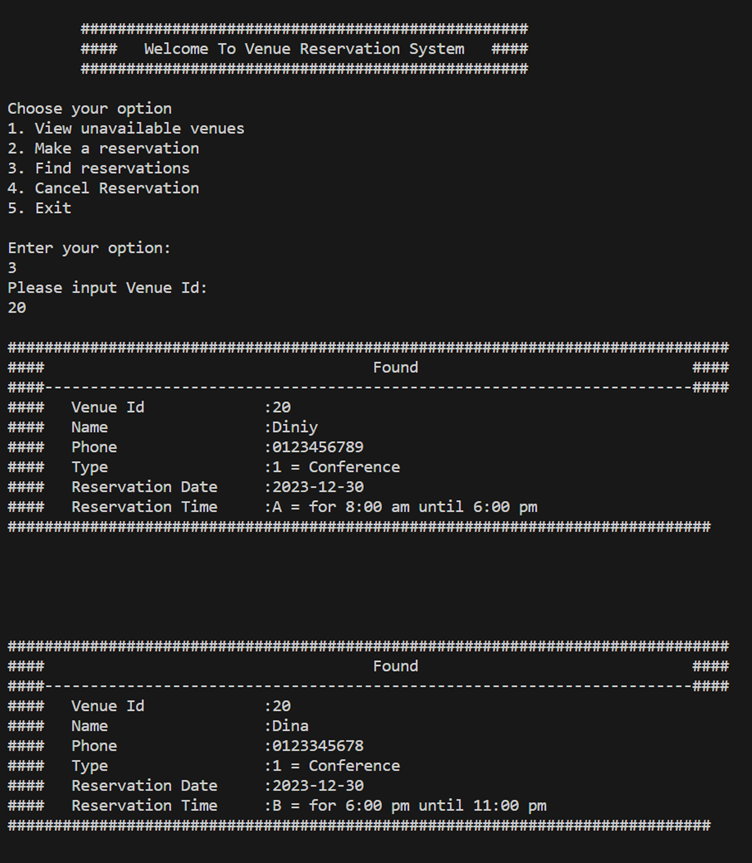 #################################################
####   Welcome To Venue Reservation System   ####
#################################################
Choose your option
1. View unavailable venues
2. Make a reservation
3. Find reservations
4. Cancel Reservation
5. Exit
Enter your option:
3
Please input Venue Id:
20
###############################################################################
####                                    Found                              ####
####-----------------------------------------------------------------------####
####   Venue Id             :20
####   Name                 :Diniy
####   Phone                :0123456789
####   Type                 :1 = Conference
####   Reservation Date     :2023-12-30
####   Reservation Time     :A = for 8:00 am until 6:00 pm
#############################################################################
###############################################################################
####                                    Found                              ####
####-----------------------------------------------------------------------####
####   Venue Id             :20
####   Name                 :Dina
####   Phone                :0123345678
####   Type                 :1 = Conference
####   Reservation Date     :2023-12-30
####   Reservation Time     :B = for 6:00 pm until 11:00 pm
#############################################################################